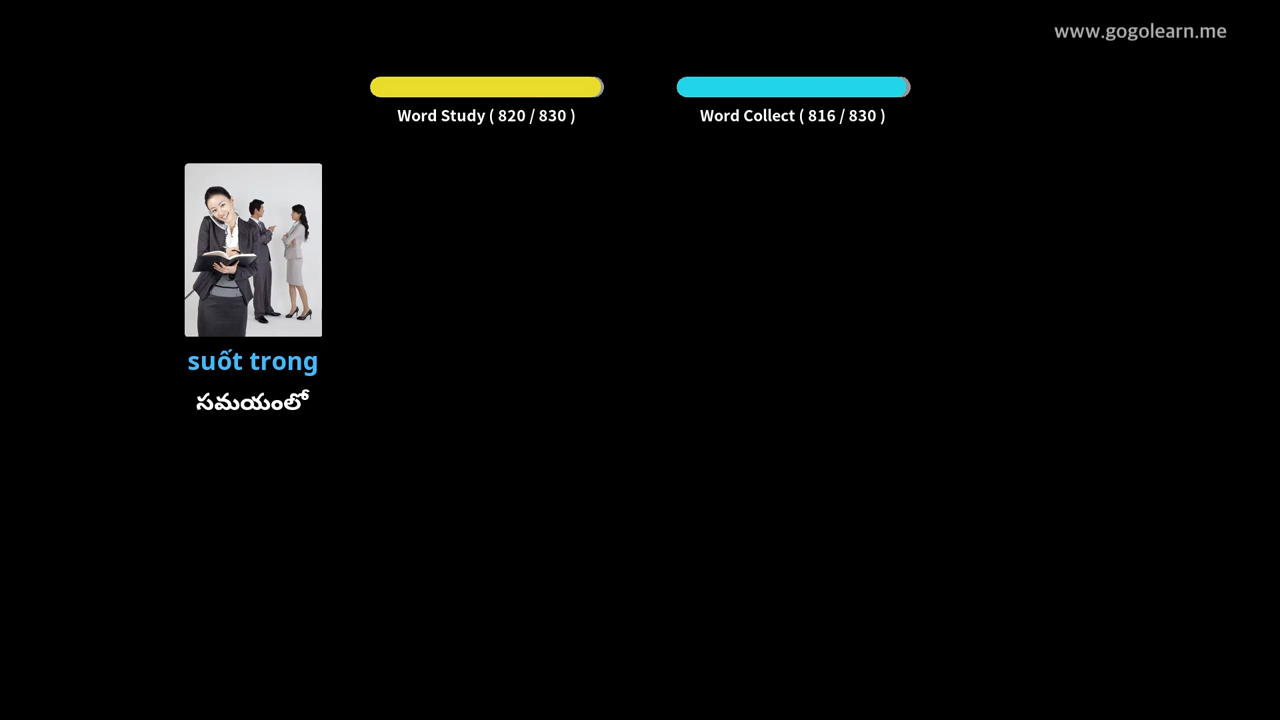 www.gogolearn.me
Word Study ( 820 / 830 )
Word Collect ( 816 / 830 )
suốt trong
సమయంలో